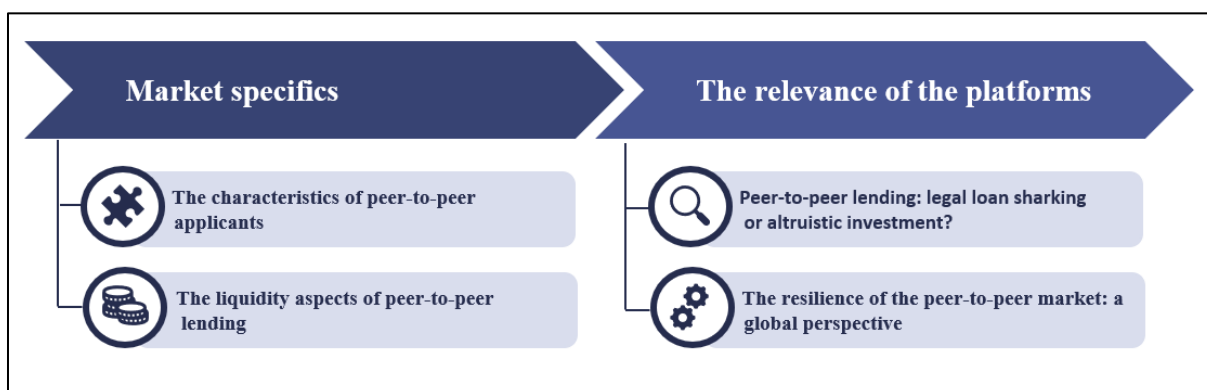 Market specifics
The characteristics of peer-to-peer
applicants
The liquidity aspects of peer-to-peer
lending
The relevance of the platforms
Peer-to-peer lending: legal loan sharking
or altruistic investment?
The resilience of the peer-to-peer market: a
global perspective